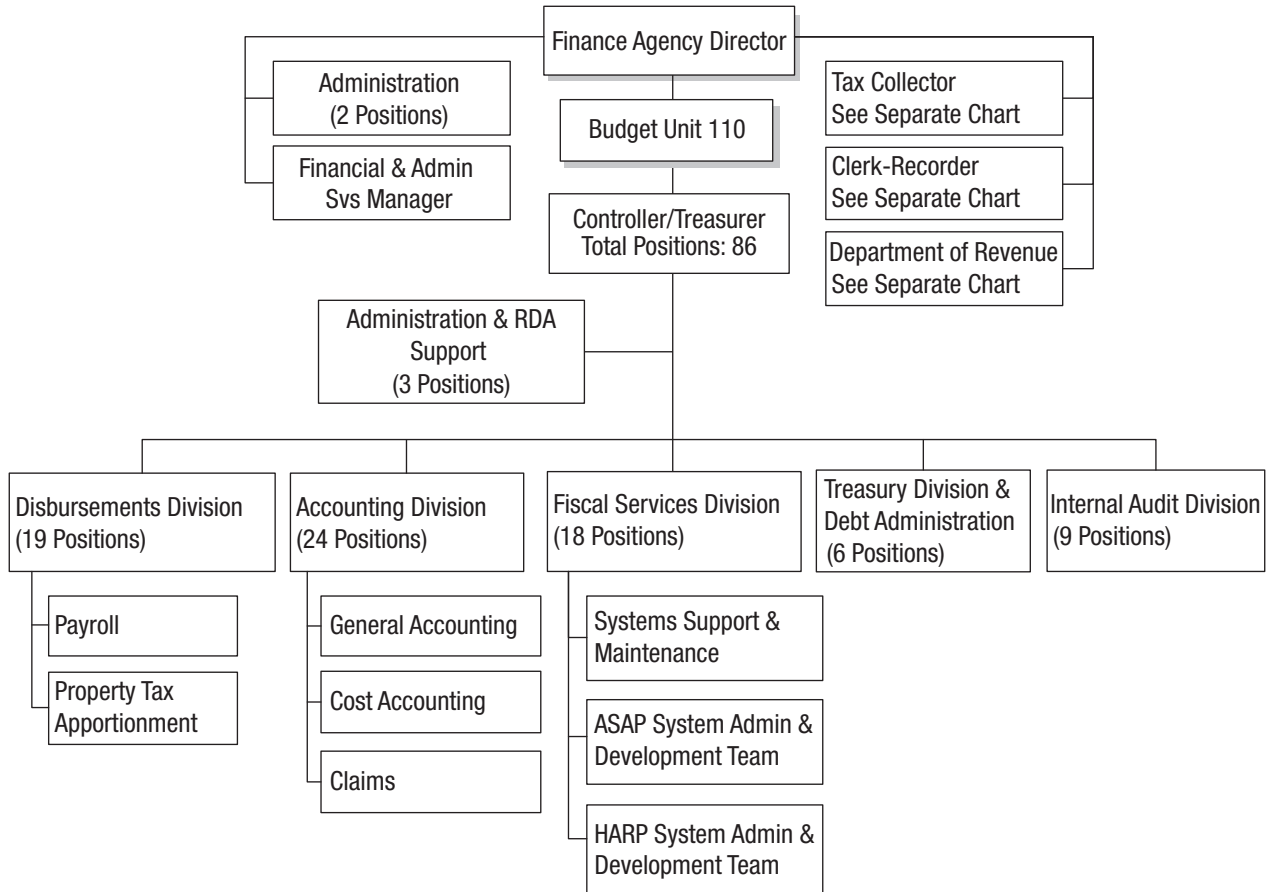 Finance Agency Director
Administration
(2 Positions)
Financial & Admin
Svs Manager
Budget Unit 110
Tax Collector
See Separate Chart
Clerk-Recorder
See Separate Chart
Department of Revenue
See Separate Chart
Controller/Treasurer
Total Positions: 86
Administration & RDA
Support
(3 Positions)
Disbursements Division
(19 Positions)
Payroll
Property Tax
Apportionment
Accounting Division
(24 Positions)
General Accounting
Cost Accounting
Claims
Fiscal Services Division
(18 Positions)
Systems Support &
Maintenance
ASAP System Admin &
Development Team
HARP System Admin &
Development Team
Treasury Division &
Debt Administration
(6 Positions)
Internal Audit Division
(9 Positions)